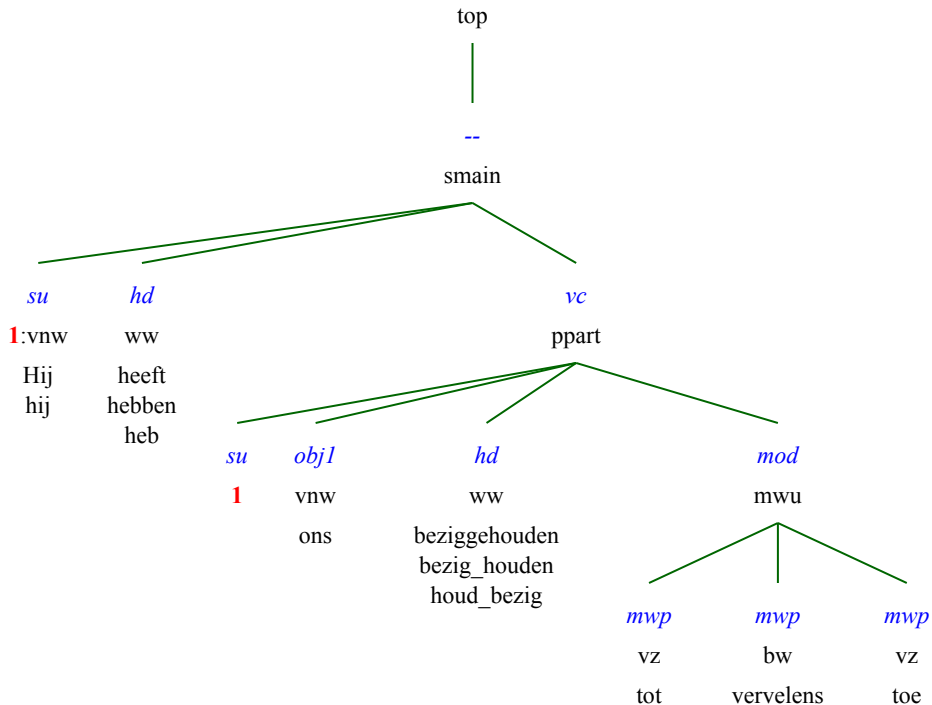 top
--
smain
su hd vc
1:vnw ww ppart
Hij heeft
hij hebben
heb
su obj1 hd mod
1 vnw ww mwu
ons beziggehouden
bezig_houden
houd_bezig
mwp mwp mwp
vz bw vz
tot vervelens toe